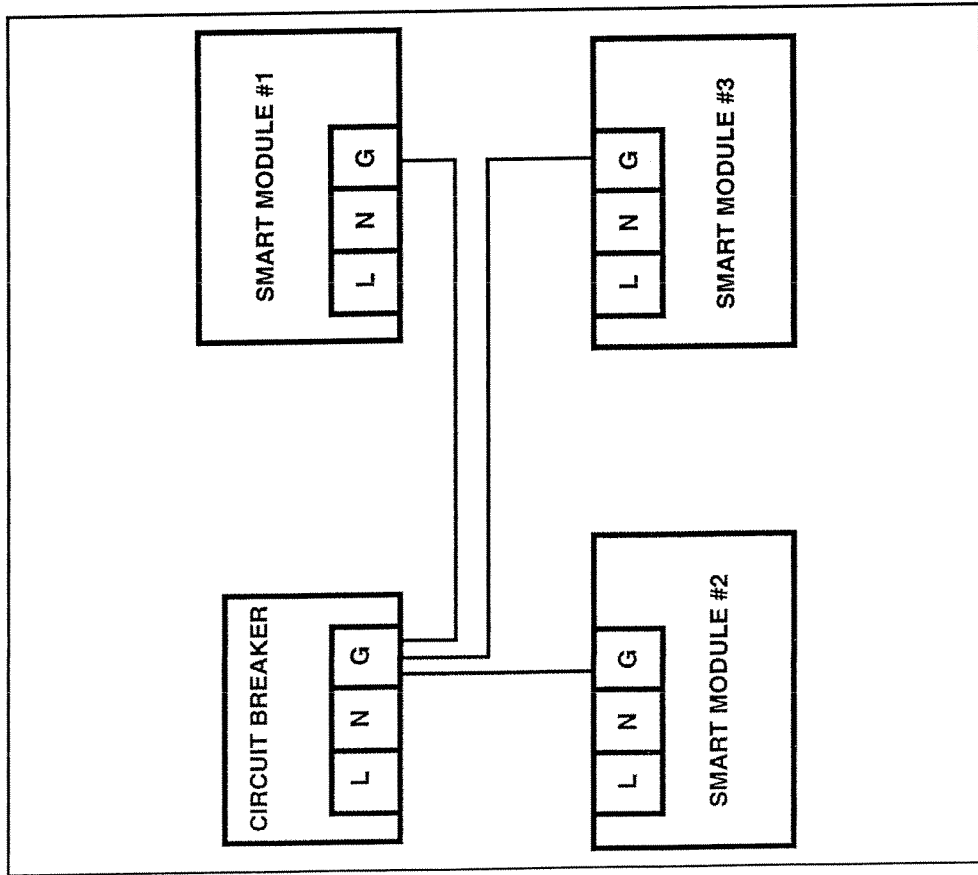 CIRCUIT BREAKER
L N G
SMART MODULE #1
L N G
L N G
SMART MODULE #2
L N G
SMART MODULE #3